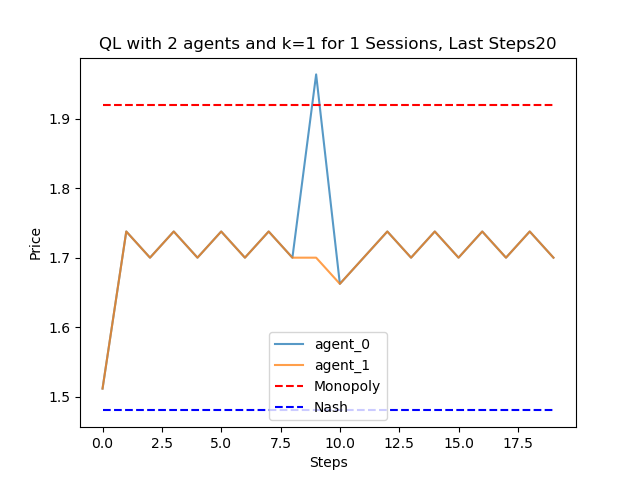 QL with 2 agents and k=1 for 1 Sessions, Last Steps20
Price
1.9
1.8
1.7
1.6
1.5
agent_0
agent_1
Monopoly
Nash
0.0 2.5 5.0 7.5 10.0 12.5 15.0 17.5
Steps